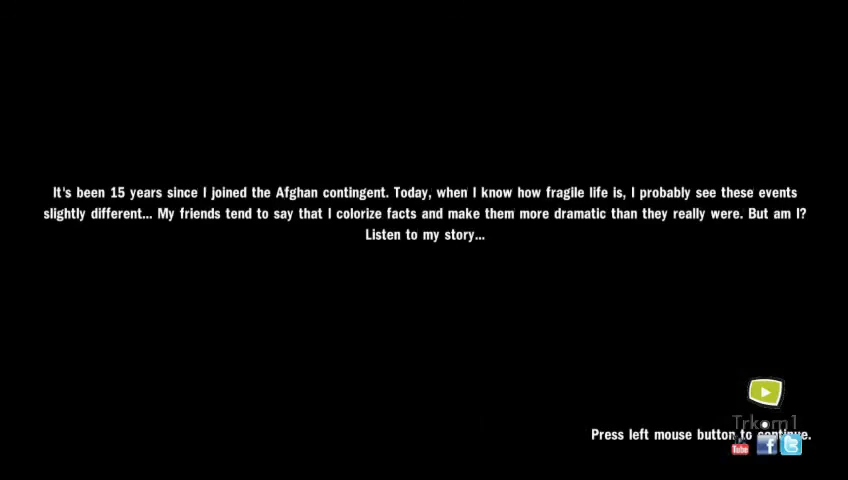 It's been 15 years since I joined the Afghan contingent. Today, when I know how fragile life is, I probably see these events
slightly different... My friends tend to say that I colorize facts and make them more dramatic than they really were. But am I?
Listen to my story...
Trkorn1
Press left mouse button to continue.
Tube